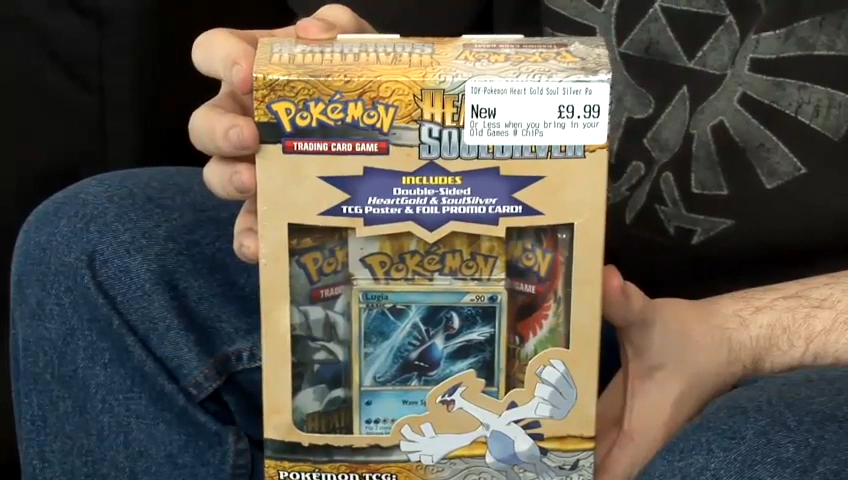 TOY-Pokemon Heart Gold Soul Silver Pa
New £9.99
Or Less when you bring in your
Old Games & ChiPs
POKéMON
TRADING CARD GAME
SOULSILVER
INCLUDES
Double-Sided
HeartGold & SoulSilver
TCG Poster & FOIL PROMO CARD!
POKéMON
POKéMON
Lugia
90
BASIC
POKÉMON TCG: